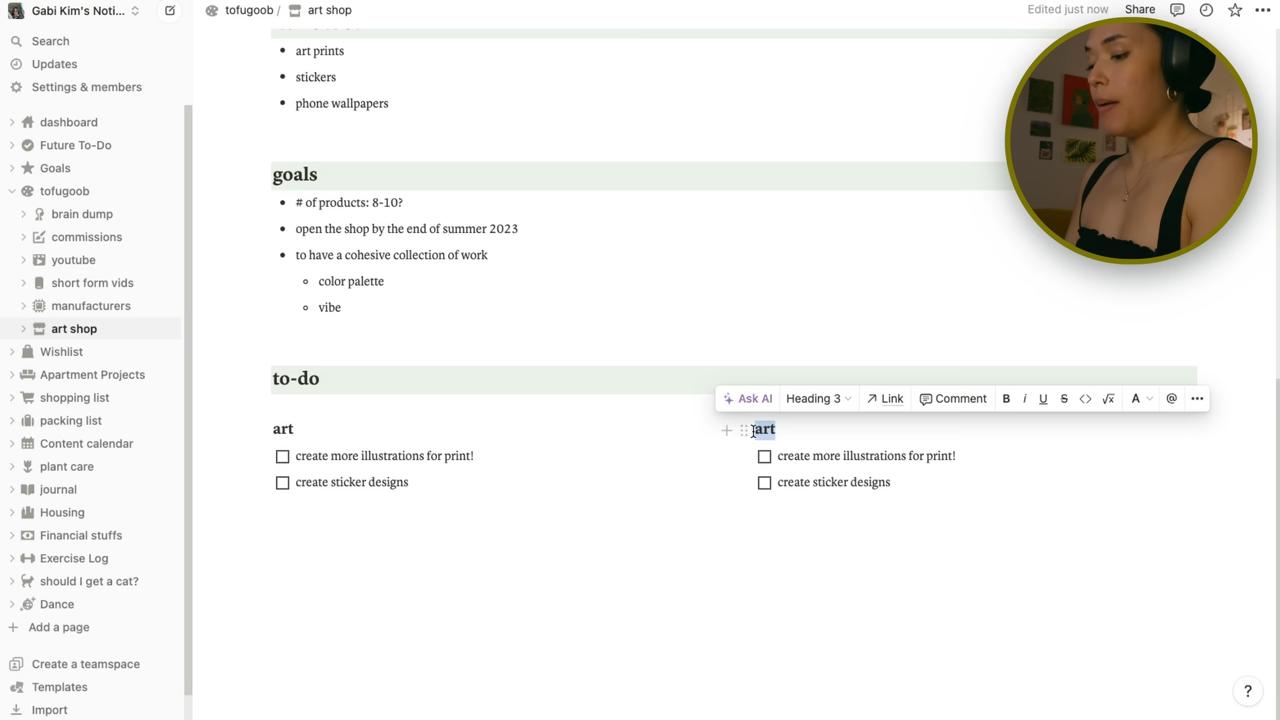 Gabi Kim's Noti...
Search
Updates
Settings & members
dashboard
Future To-Do
Goals
tofugoob
brain dump
commissions
youtube
short form vids
manufacturers
art shop
Wishlist
Apartment Projects
shopping list
packing list
Content calendar
plant care
journal
Housing
Financial stuffs
Exercise Log
should I get a cat?
Dance
Add a page
Create a teamspace
Templates
Import
tofugoob / art shop
Edited just now
Share
art prints
stickers
phone wallpapers
goals
# of products: 8-10?
open the shop by the end of summer 2023
to have a cohesive collection of work
color palette
vibe
to-do
Ask AI Heading 3 Link Comment B i U S <> √x A @ •••
art
create more illustrations for print!
create sticker designs
art
create more illustrations for print!
create sticker designs
?